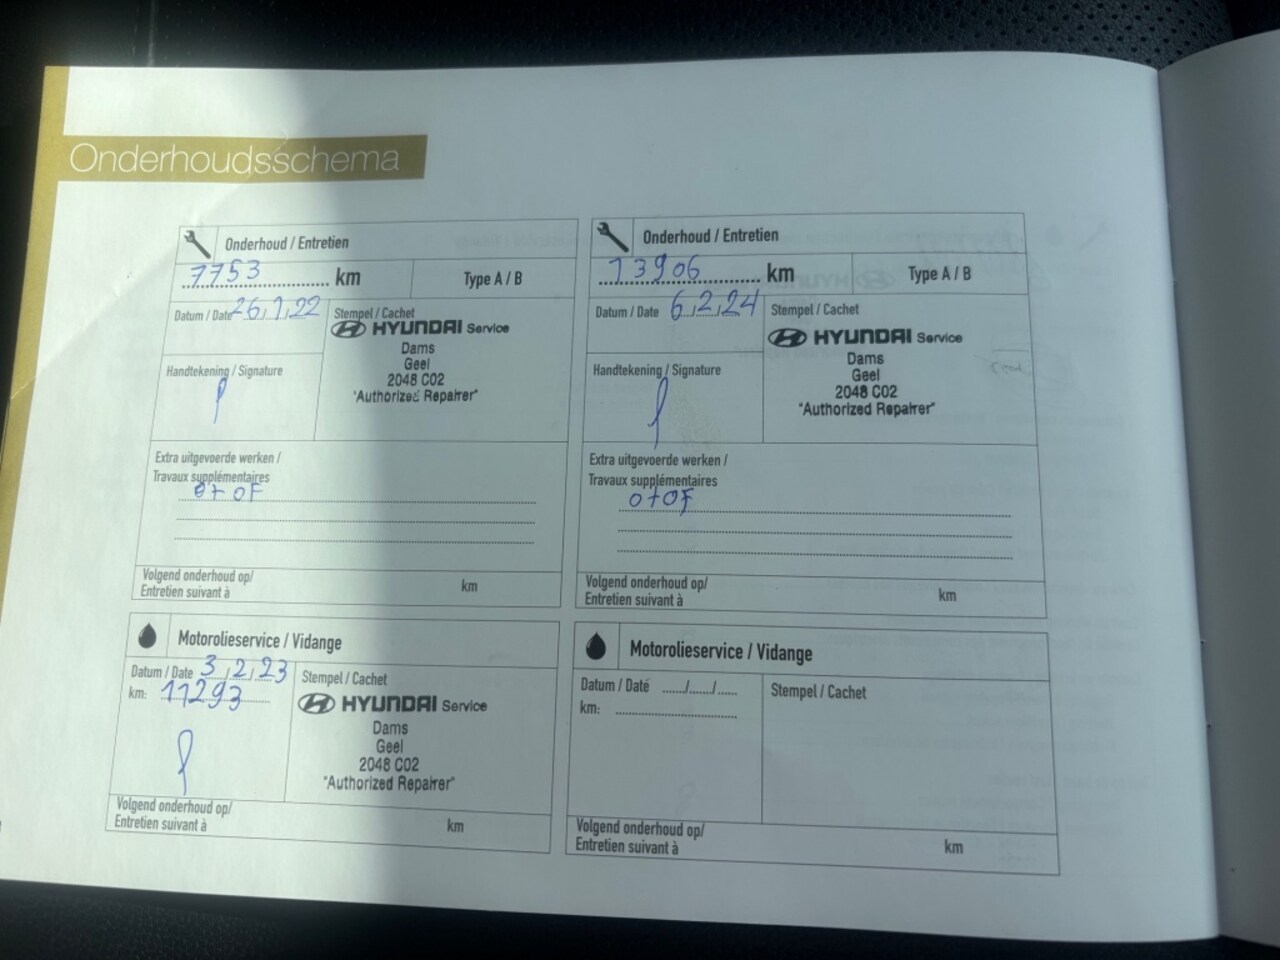 Onderhoudsschema
Onderhoud / Entretien
7753 km
Type A / B
Datum / Date 26/1/22
Stempel / Cachet
HYUNDAI Service
Dams
Geel
2048 C02
"Authorized Repairer"
Handtekening / Signature
Extra uitgevoerde werken /
Travaux supplémentaires
o+oF
Volgend onderhoud op/
Entretien suivant à
km
Onderhoud / Entretien
13906 km
Type A / B
Datum / Date 6/2/24
Stempel / Cachet
HYUNDAI Service
Dams
Geel
2048 C02
"Authorized Repairer"
Handtekening / Signature
Extra uitgevoerde werken /
Travaux supplémentaires
o+oF
Volgend onderhoud op/
Entretien suivant à
km
Motorolieservice / Vidange
Datum / Date 3/2/23
km: 11293
Stempel / Cachet
HYUNDAI Service
Dams
Geel
2048 C02
"Authorized Repairer"
Volgend onderhoud op/
Entretien suivant à
km
Motorolieservice / Vidange
Datum / Date ....../....../......
km:
Stempel / Cachet
Volgend onderhoud op/
Entretien suivant à
km